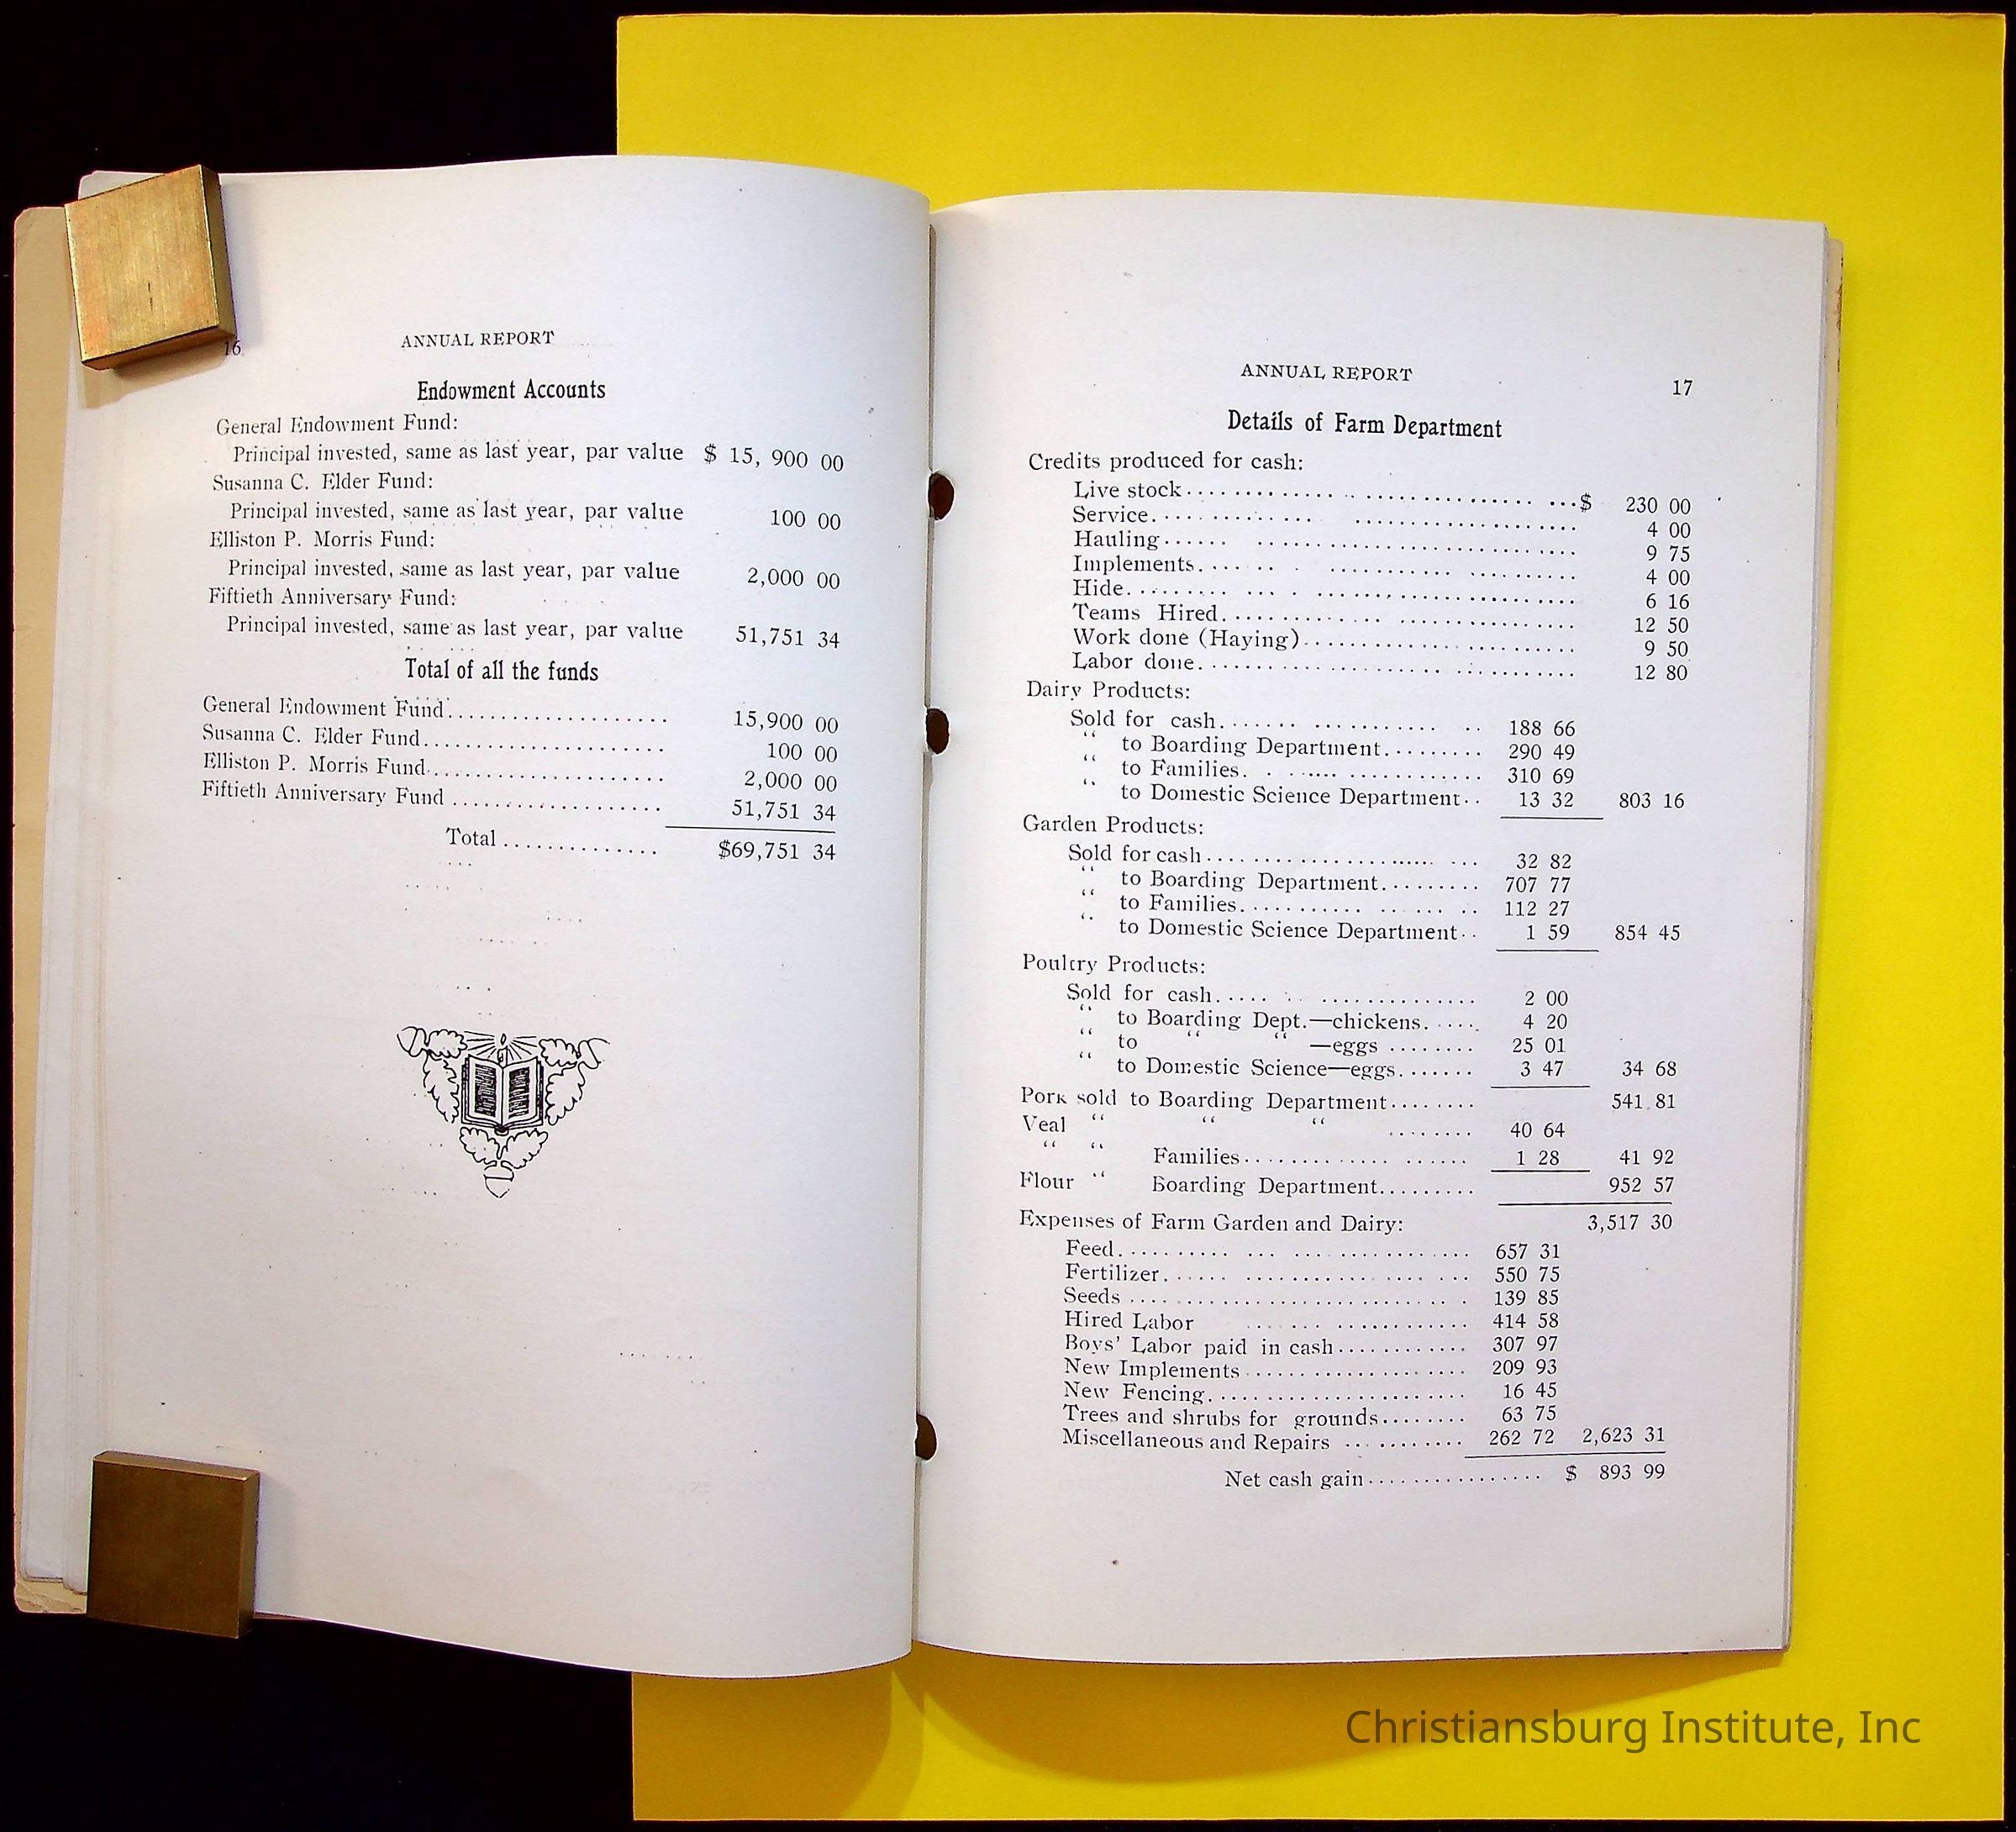 16
ANNUAL REPORT
Endowment Accounts
General Endowment Fund:
Principal invested, same as last year, par value $ 15, 900 00
Susanna C. Elder Fund:
Principal invested, same as last year, par value 100 00
Elliston P. Morris Fund:
Principal invested, same as last year, par value 2,000 00
Fiftieth Anniversary Fund:
Principal invested, same as last year, par value 51,751 34
Total of all the funds
General Endowment Fund.................... 15,900 00
Susanna C. Elder Fund...................... 100 00
Elliston P. Morris Fund...................... 2,000 00
Fiftieth Anniversary Fund ................... 51,751 34
Total .............. $69,751 34
ANNUAL REPORT
17
Details of Farm Department
Credits produced for cash:
Live stock.................................$ 230 00
Service................................. 4 00
Hauling................................. 9 75
Implements............................. 4 00
Hide................................. 6 16
Teams Hired............................. 12 50
Work done (Haying)........................ 9 50
Labor done............................. 12 80
Dairy Products:
Sold for cash...................... 188 66
“ to Boarding Department......... 290 49
“ to Families..................... 310 69
“ to Domestic Science Department.. 13 32 803 16
Garden Products:
Sold for cash........................ 32 82
“ to Boarding Department......... 707 77
“ to Families..................... 112 27
“ to Domestic Science Department.. 1 59 854 45
Poultry Products:
Sold for cash..................... 2 00
“ to Boarding Dept.—chickens...... 4 20
“ to “ “ —eggs ........ 25 01
“ to Domestic Science—eggs....... 3 47 34 68
Pork sold to Boarding Department........ 541 81
Veal “ “ “ ........ 40 64
“ “ Families................... 1 28 41 92
Flour “ Boarding Department......... 952 57
Expenses of Farm Garden and Dairy: 3,517 30
Feed............................. 657 31
Fertilizer......................... 550 75
Seeds ............................. 139 85
Hired Labor .................. 414 58
Boys' Labor paid in cash............ 307 97
New Implements..................... 209 93
New Fencing....................... 16 45
Trees and shrubs for grounds........ 63 75
Miscellaneous and Repairs ........... 262 72 2,623 31
Net cash gain................ $ 893 99
Christiansburg Institute, Inc